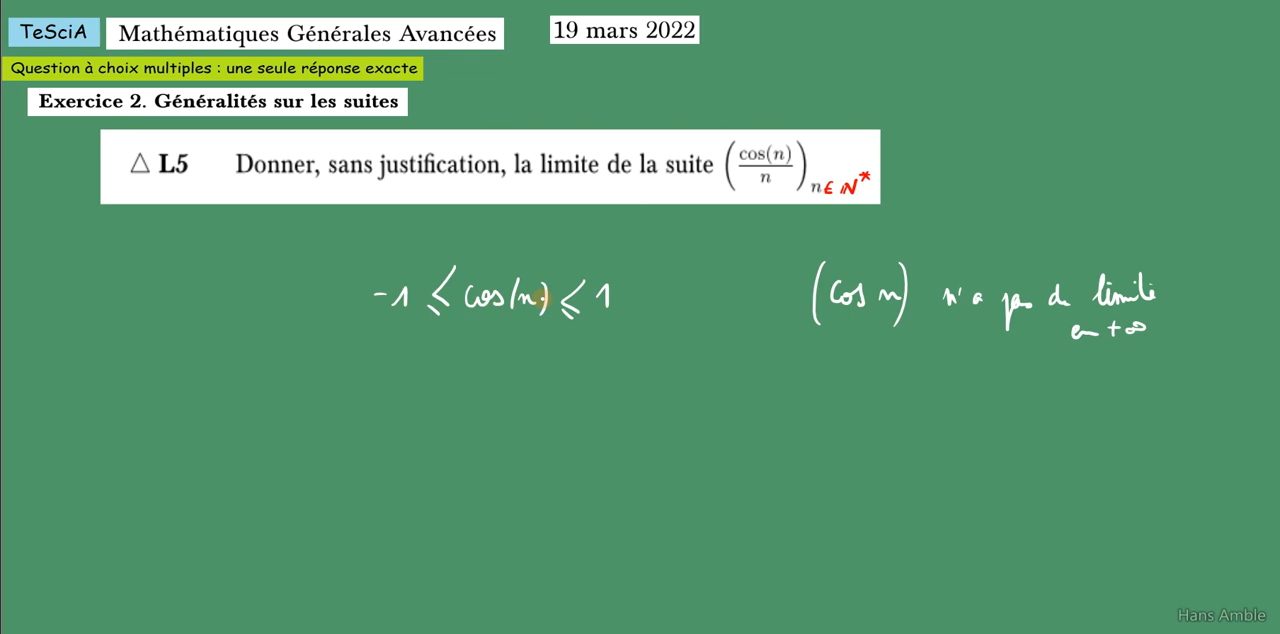 TeSciA Mathématiques Générales Avancées 19 mars 2022
Question à choix multiples : une seule réponse exacte
Exercice 2. Généralités sur les suites
△ L5 Donner, sans justification, la limite de la suite (cos(n)/n) n ∈ ℕ*
-1 ≤ cos(n) ≤ 1 (cos n) n'a pas de limite
en +∞
Hans Amble